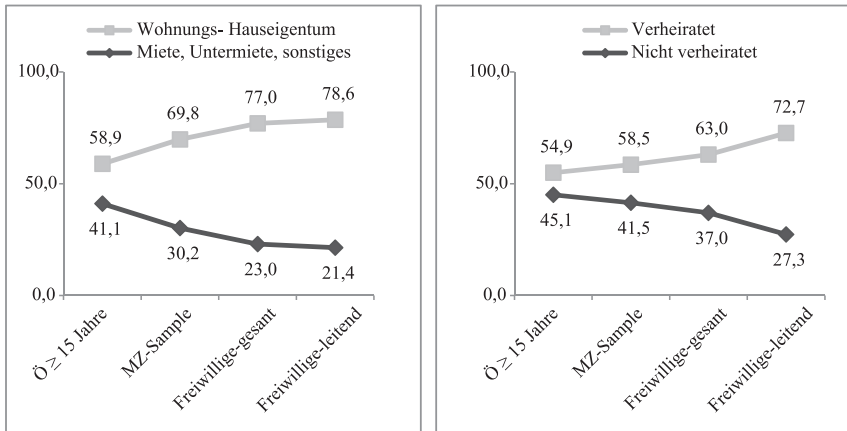 Wohnungs- Hauseigentum
Miete, Untermiete, sonstiges
100,0
50,0
0,0
58,9
69,8
77,0
78,6
41,1
30,2
23,0
21,4
Ö ≥ 15 Jahre
MZ-Sample
Freiwillige-gesant
Freiwillige-leitend
Verheiratet
Nicht verheiratet
100,0
50,0
0,0
54,9
58,5
63,0
72,7
45,1
41,5
37,0
27,3
Ö ≥ 15 Jahre
MZ-Sample
Freiwillige-gesant
Freiwillige-leitend